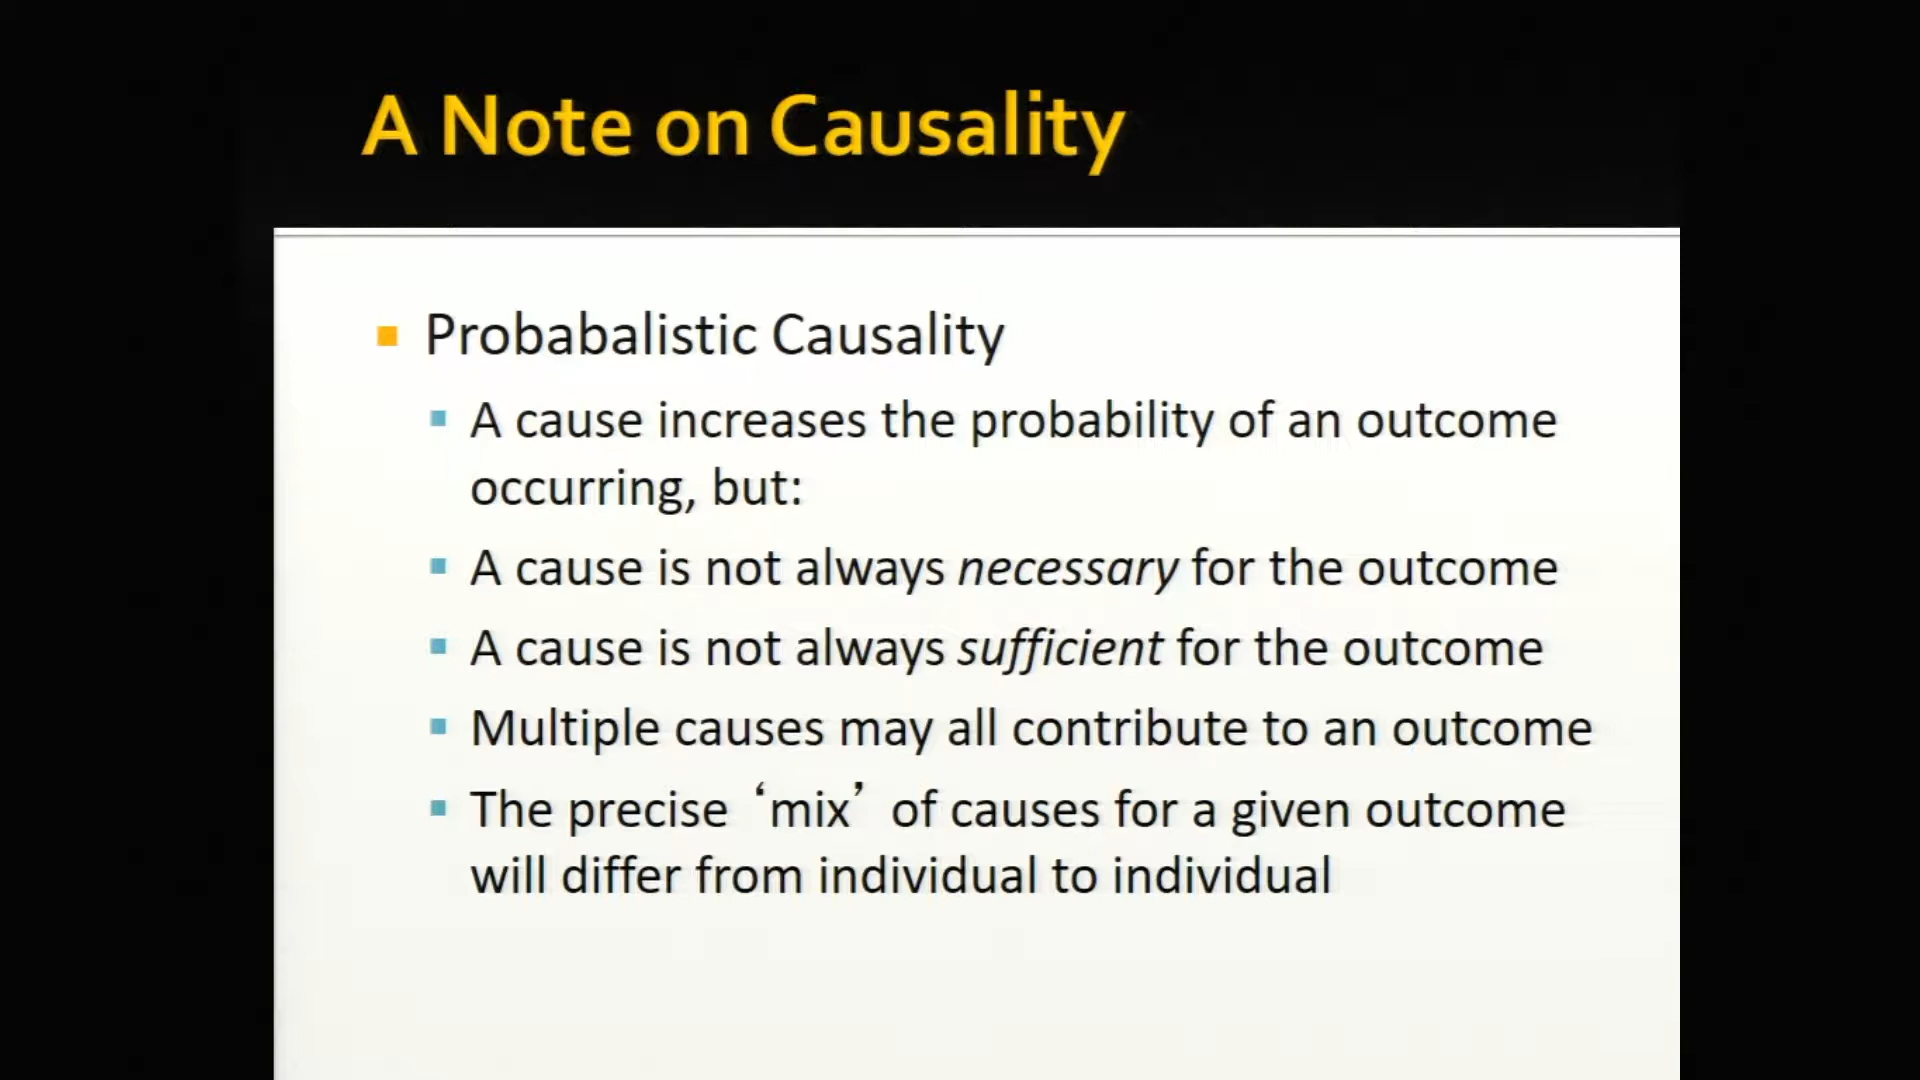 A Note on Causality
Probabalistic Causality
A cause increases the probability of an outcome
occurring, but:
A cause is not always necessary for the outcome
A cause is not always sufficient for the outcome
Multiple causes may all contribute to an outcome
The precise ‘mix’ of causes for a given outcome
will differ from individual to individual